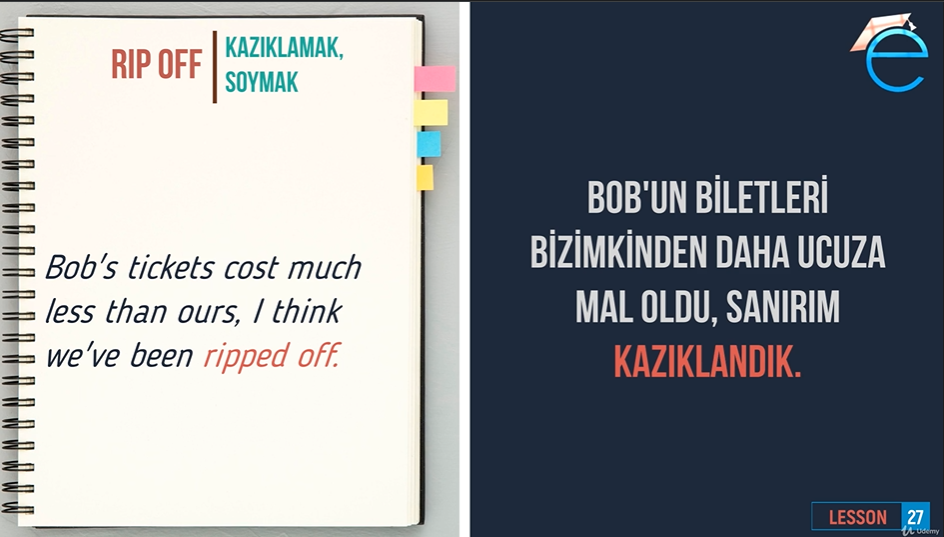 RIP OFF
KAZIKLAMAK,
SOYMAK
Bob's tickets cost much
less than ours, I think
we've been ripped off.
e
BOB'UN BİLETLERİ
BİZİMKİNDEN DAHA UCUZA
MAL OLDU, SANIRIM
KAZIKLANDIK.
LESSON 27
Udemy